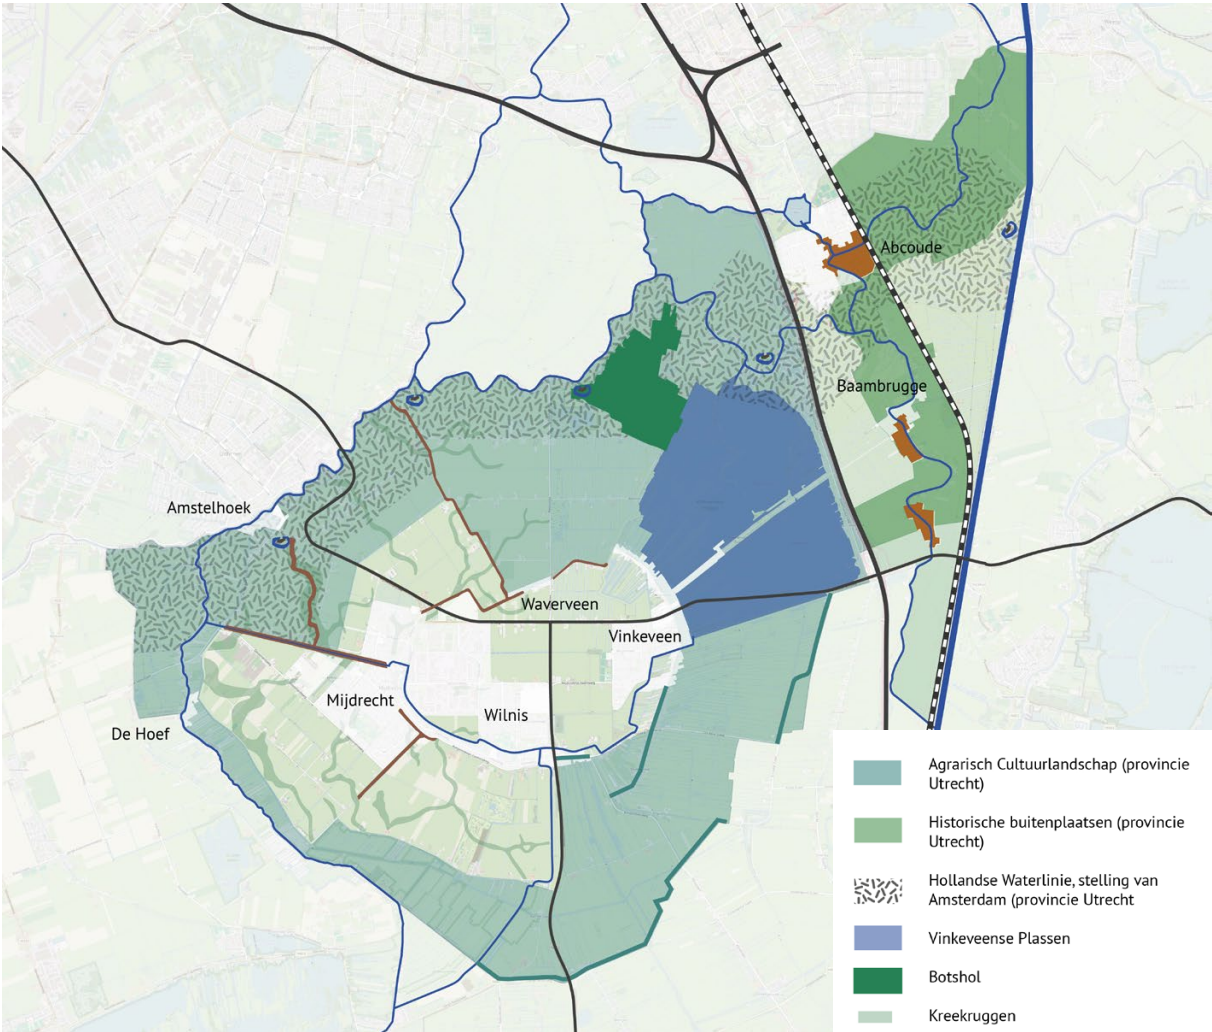 Abcoude
Baambrugge
Amstelhoek
Waverveen
Vinkeveen
Mijdrecht
Wilnis
De Hoef
Agrarisch Cultuurlandschap (provincie
Utrecht)
Historische buitenplaatsen (provincie
Utrecht)
Hollandse Waterlinie, stelling van
Amsterdam (provincie Utrecht
Vinkeveense Plassen
Botshol
Kreekruggen